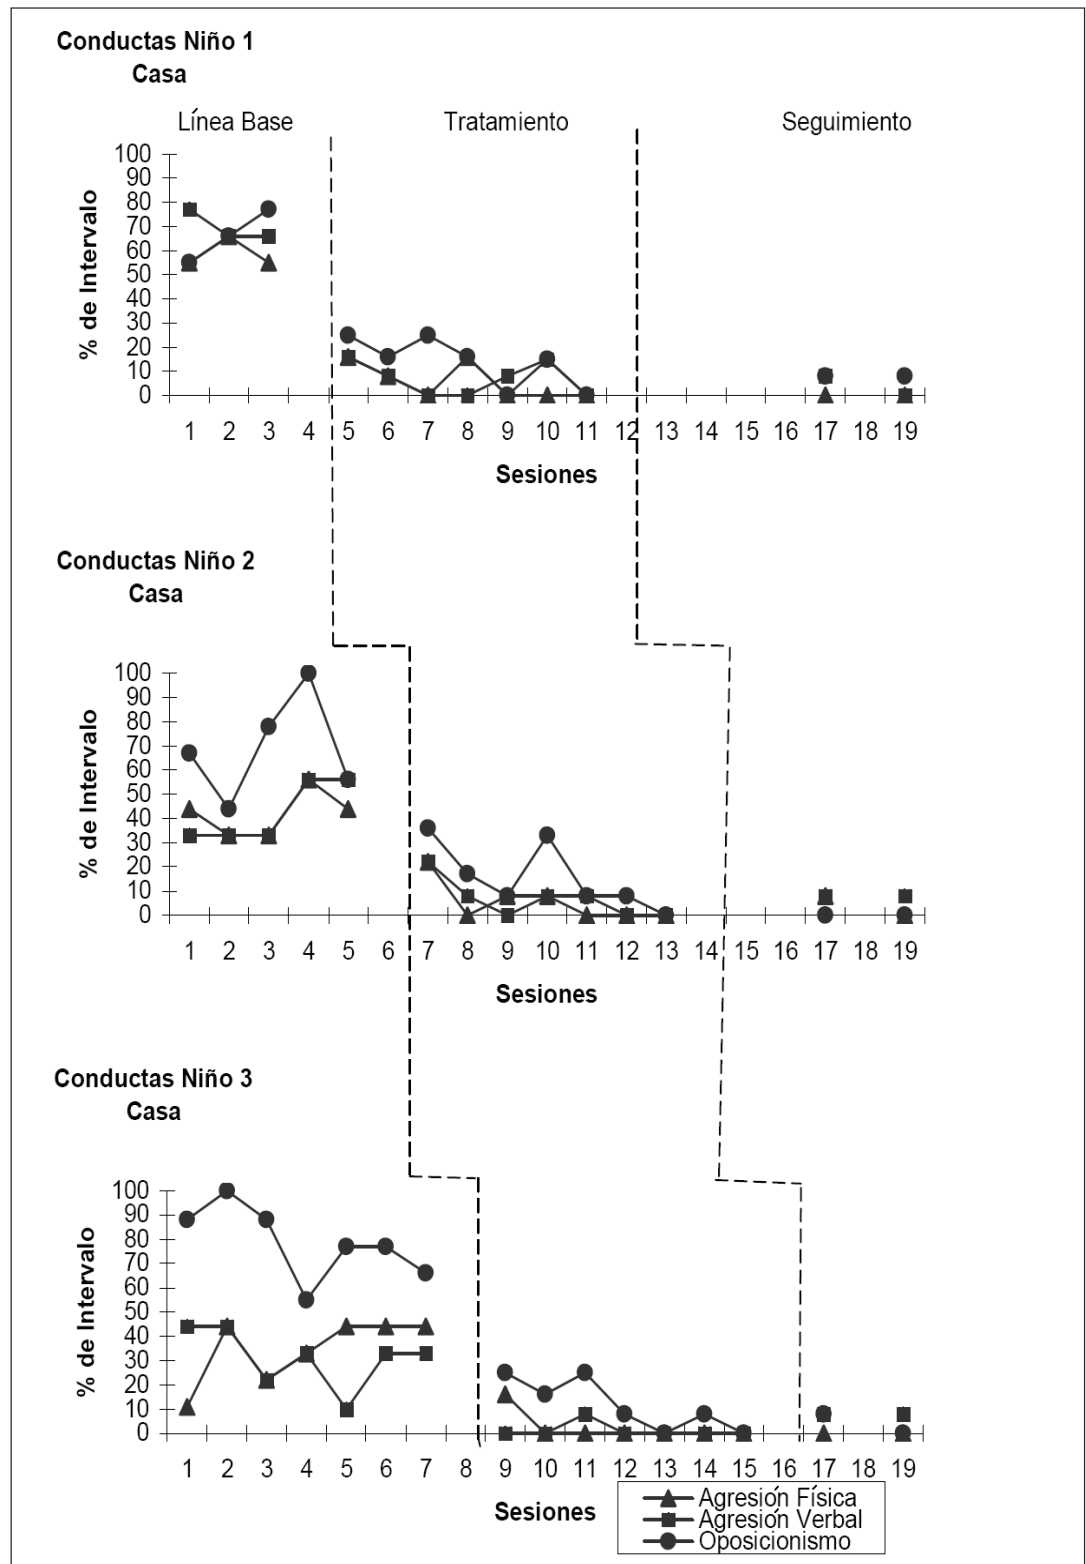 Conductas Niño 1
Casa
Línea Base Tratamiento Seguimiento
100
90
80
70
60
50
40
30
20
10
0
% de Intervalo
1 2 3 4 5 6 7 8 9 10 11 12 13 14 15 16 17 18 19
Sesiones
Conductas Niño 2
Casa
100
90
80
70
60
50
40
30
20
10
0
% de Intervalo
1 2 3 4 5 6 7 8 9 10 11 12 13 14 15 16 17 18 19
Sesiones
Conductas Niño 3
Casa
100
90
80
70
60
50
40
30
20
10
0
% de Intervalo
1 2 3 4 5 6 7 8 9 10 11 12 13 14 15 16 17 18 19
Sesiones
Agresión Física
Agresión Verbal
Oposicionismo